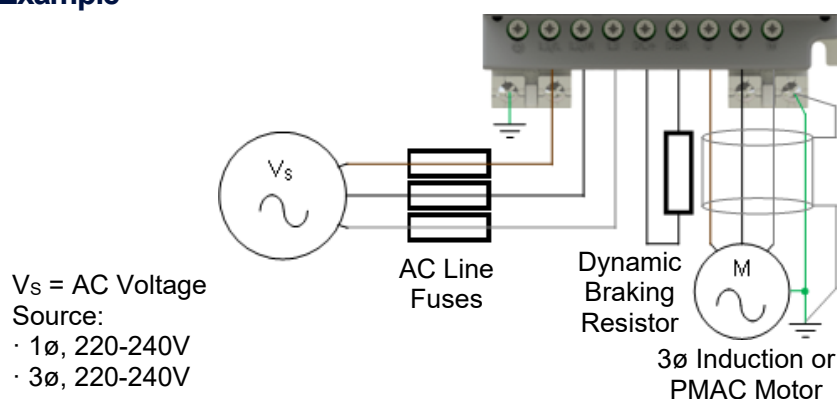 Example
Vs
AC Line
Fuses
Dynamic
Braking
Resistor
M
3ø Induction or
PMAC Motor
Vs = AC Voltage
Source:
· 1ø, 220-240V
· 3ø, 220-240V